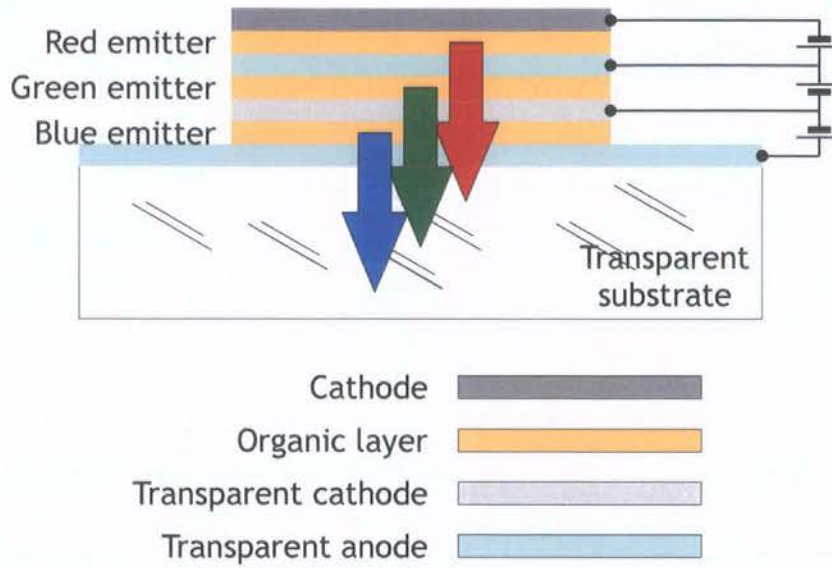 Red emitter
Green emitter
Blue emitter
Transparent
substrate
Cathode
Organic layer
Transparent cathode
Transparent anode